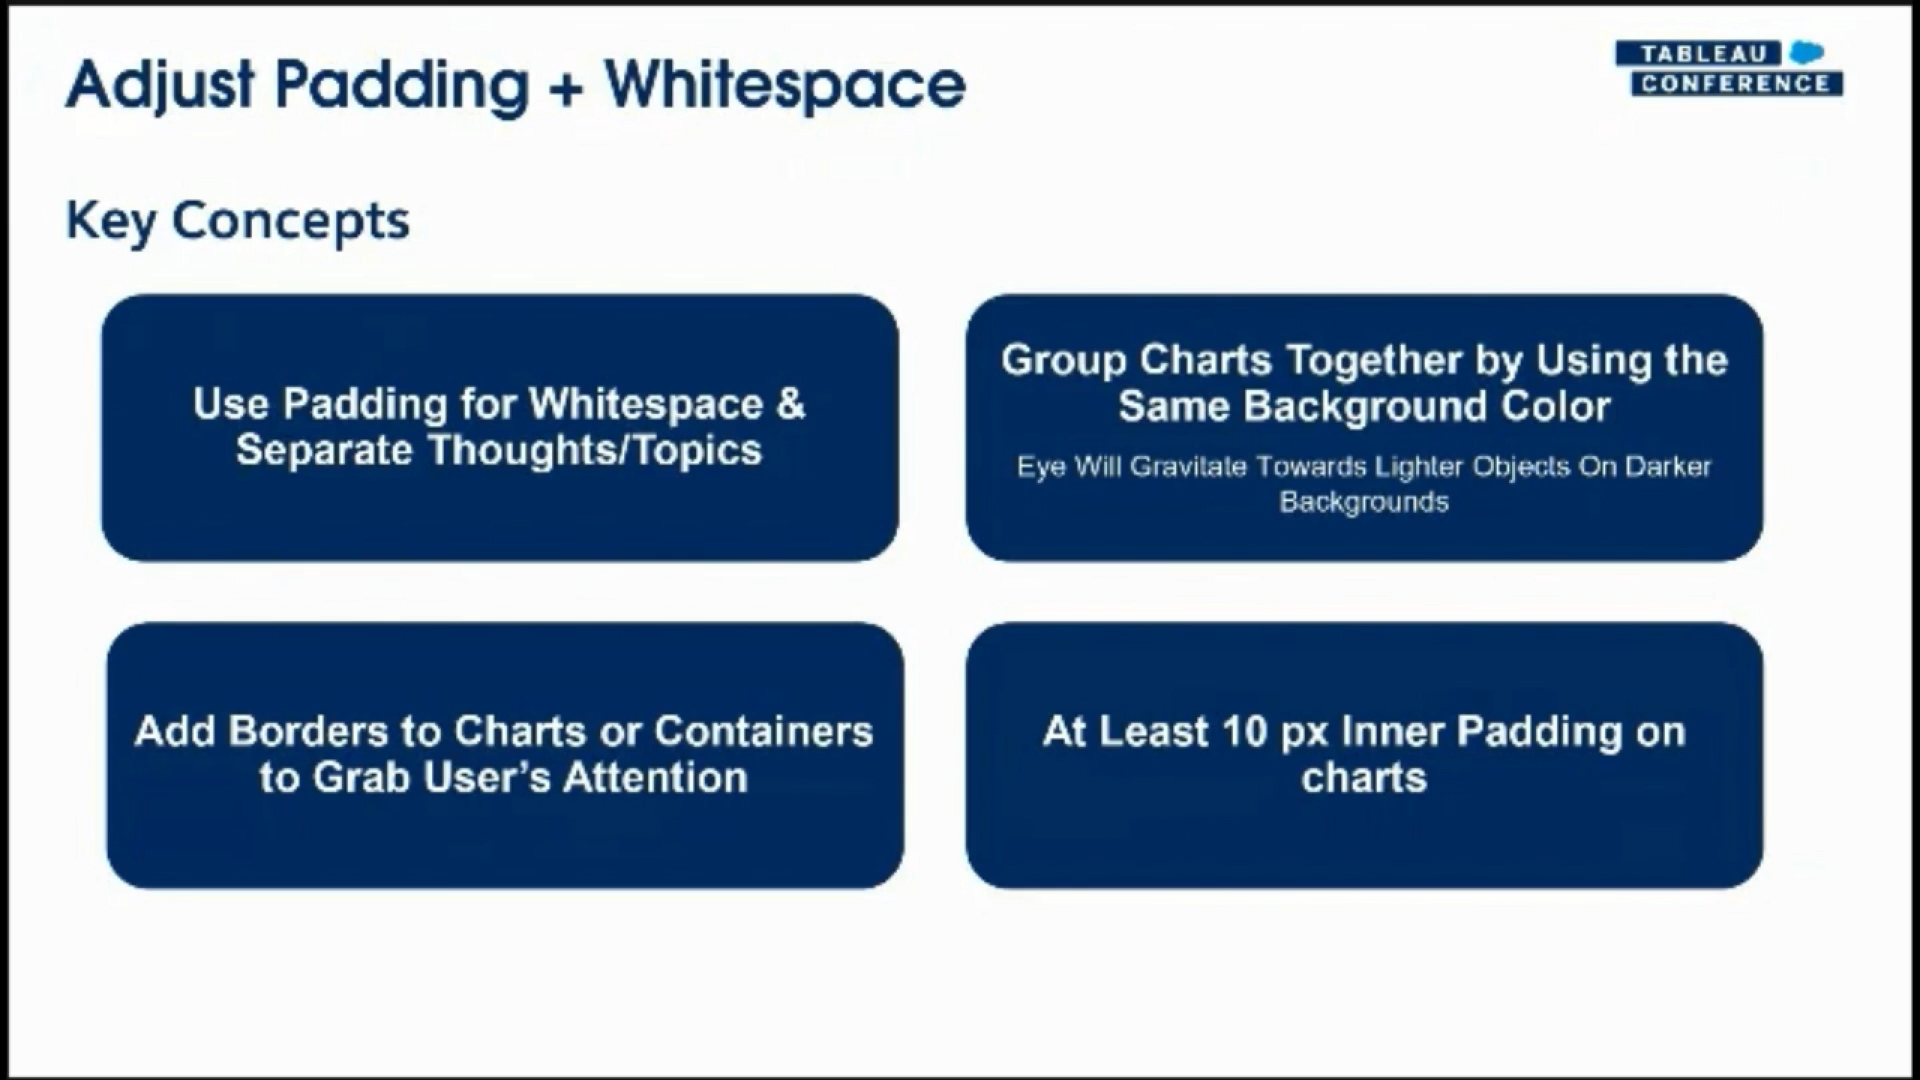 Adjust Padding + Whitespace
TABLEAU
CONFERENCE
Key Concepts
Use Padding for Whitespace &
Separate Thoughts/Topics
Group Charts Together by Using the
Same Background Color
Eye Will Gravitate Towards Lighter Objects On Darker
Backgrounds
Add Borders to Charts or Containers
to Grab User’s Attention
At Least 10 px Inner Padding on
charts